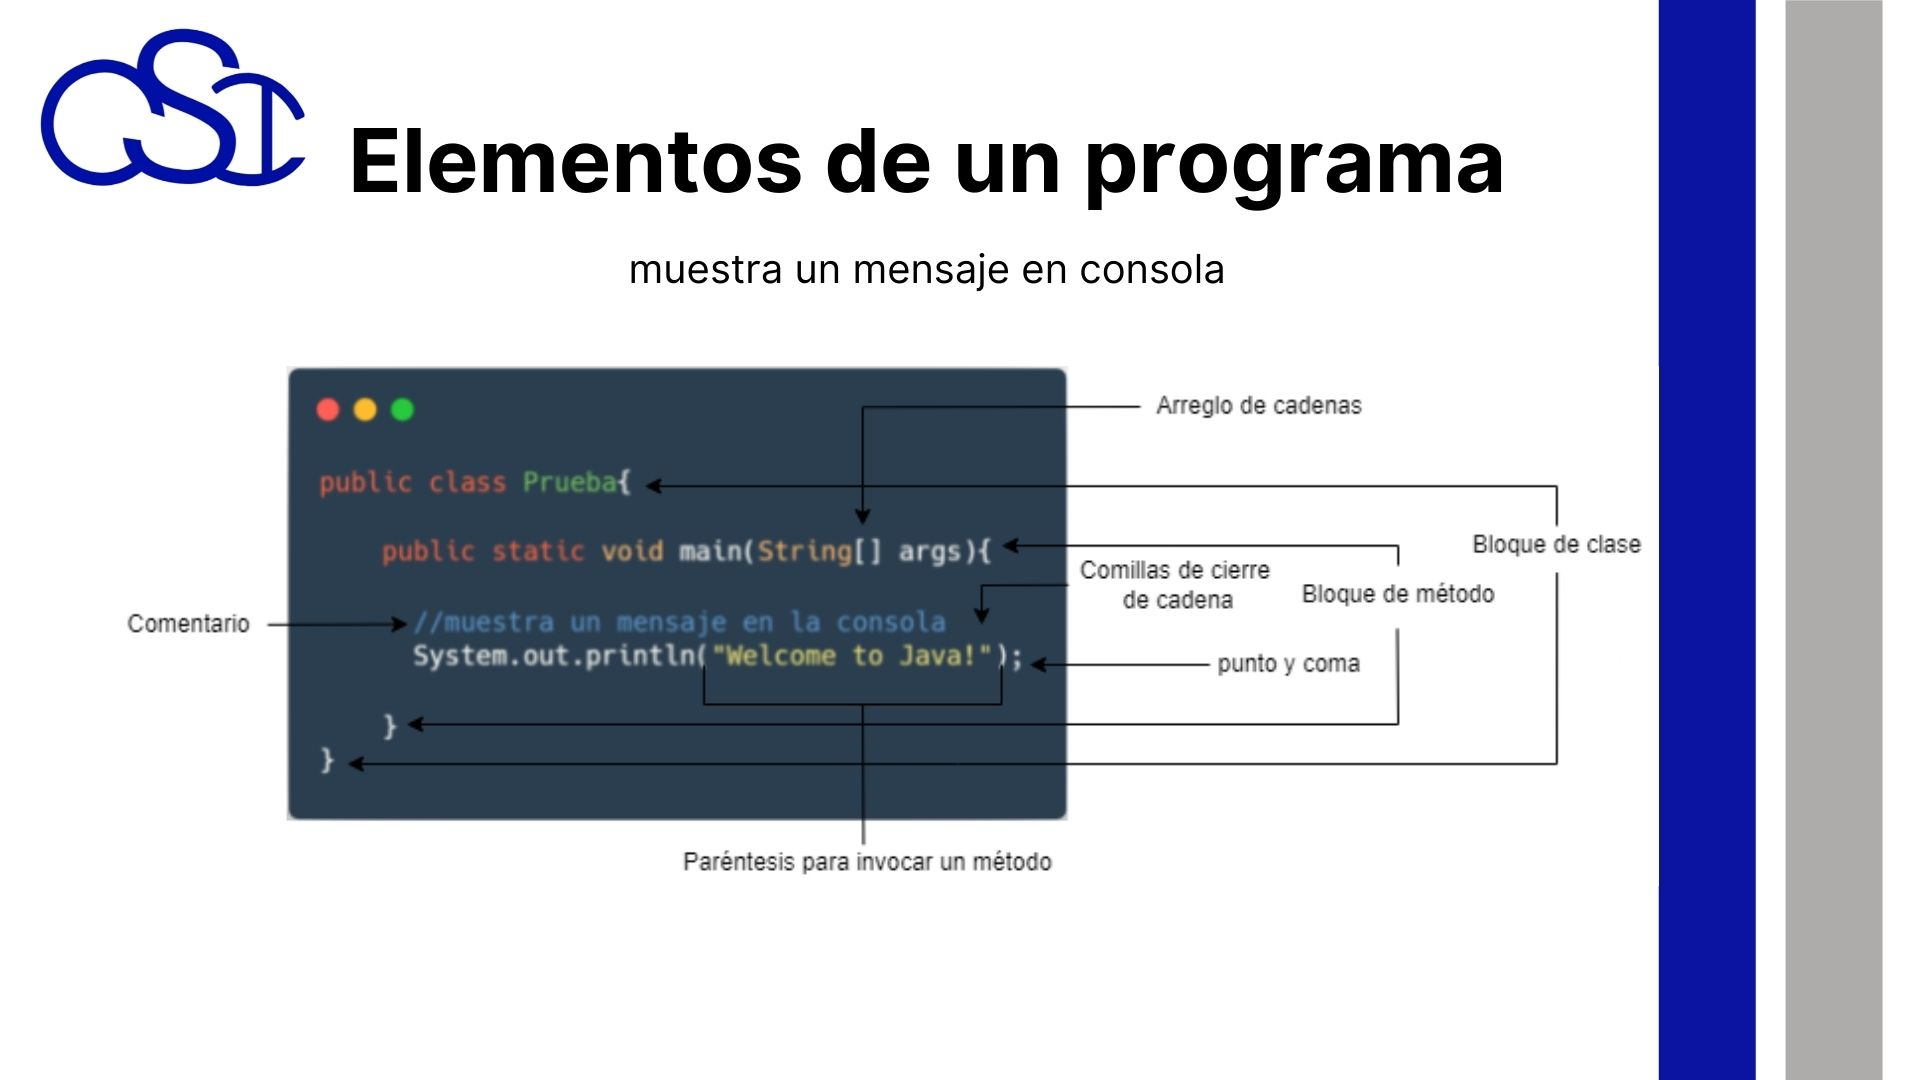 CSI
Elementos de un programa
muestra un mensaje en consola
Arreglo de cadenas
public class Prueba{
Bloque de clase
public static void main(String[] args){
Comillas de cierre
de cadena
Bloque de método
Comentario
//muestra un mensaje en la consola
System.out.println("Welcome to Java!");
punto y coma
}
}
Paréntesis para invocar un método